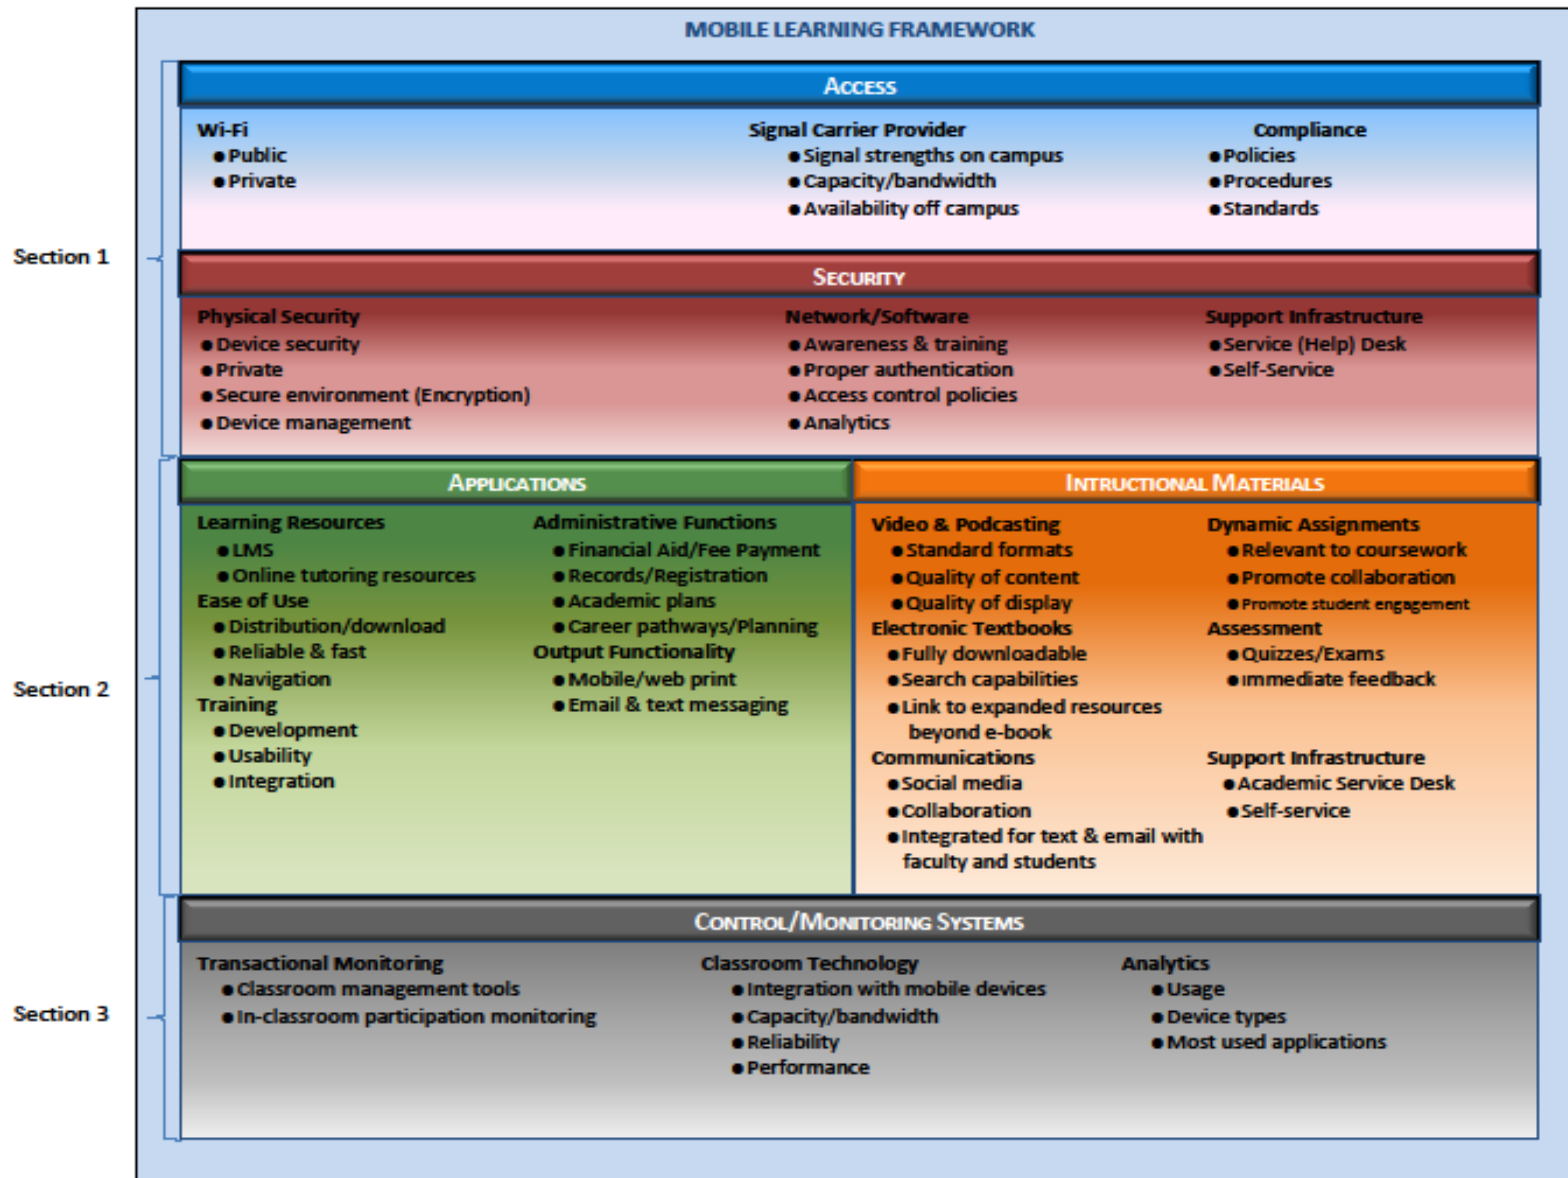 MOBILE LEARNING FRAMEWORK
ACCESS
Wi-Fi
● Public
● Private
Signal Carrier Provider
● Signal strengths on campus
● Capacity/bandwidth
● Availability off campus
Compliance
● Policies
● Procedures
● Standards
Section 1
SECURITY
Physical Security
● Device security
● Private
● Secure environment (Encryption)
● Device management
Network/Software
● Awareness & training
● Proper authentication
● Access control policies
● Analytics
Support Infrastructure
● Service (Help) Desk
● Self-Service
APPLICATIONS
Learning Resources
● LMS
● Online tutoring resources
Ease of Use
● Distribution/download
● Reliable & fast
● Navigation
Training
● Development
● Usability
● Integration
Administrative Functions
● Financial Aid/Fee Payment
● Records/Registration
● Academic plans
● Career pathways/Planning
Output Functionality
● Mobile/web print
● Email & text messaging
Section 2
INTRUCTIONAL MATERIALS
Video & Podcasting
● Standard formats
● Quality of content
● Quality of display
Electronic Textbooks
● Fully downloadable
● Search capabilities
● Link to expanded resources
beyond e-book
Communications
● Social media
● Collaboration
● Integrated for text & email with
faculty and students
Dynamic Assignments
● Relevant to coursework
● Promote collaboration
● Promote student engagement
Assessment
● Quizzes/Exams
● Immediate feedback
Support Infrastructure
● Academic Service Desk
● Self-service
CONTROL/MONITORING SYSTEMS
Transactional Monitoring
● Classroom management tools
● In-classroom participation monitoring
Classroom Technology
● Integration with mobile devices
● Capacity/bandwidth
● Reliability
● Performance
Analytics
● Usage
● Device types
● Most used applications
Section 3